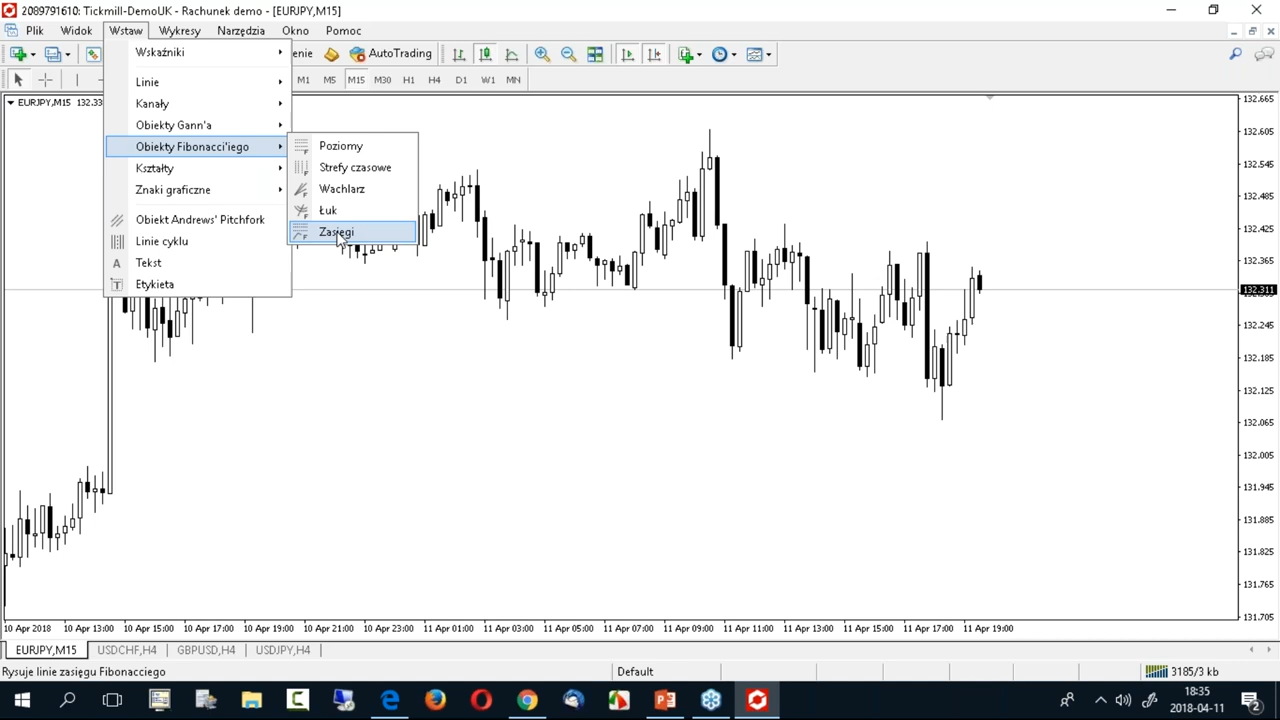 2089791610: Tickmill-DemoUK - Rachunek demo - [EURJPY,M15]
Plik Widok Wstaw Wykresy Narzędzia Okno Pomoc
enie AutoTrading
M1 M5 M15 M30 H1 H4 D1 W1 MN
EURJPY,M15 132.33
Wskaźniki
Linie
Kanały
Obiekty Gann'a
Obiekty Fibonacci'iego
Kształty
Znaki graficzne
Obiekt Andrews' Pitchfork
Linie cyklu
Tekst
Etykieta
Poziomy
Strefy czasowe
Wachlarz
Łuk
Zasięgi
132.665
132.605
132.545
132.485
132.425
132.365
132.311
132.245
132.185
132.125
132.065
132.005
131.945
131.885
131.825
131.765
131.705
10 Apr 2018 10 Apr 13:00 10 Apr 15:00 10 Apr 17:00 10 Apr 19:00 10 Apr 21:00 10 Apr 23:00 11 Apr 01:00 11 Apr 03:00 11 Apr 05:00 11 Apr 07:00 11 Apr 09:00 11 Apr 11:00 11 Apr 13:00 11 Apr 15:00 11 Apr 17:00 11 Apr 19:00
EURJPY,M15 USDCHF,H4 GBPUSD,H4 USDJPY,H4
Rysuje linie zasięgu Fibonacciego Default 3185/3 kb
18:35
2018-04-11
2